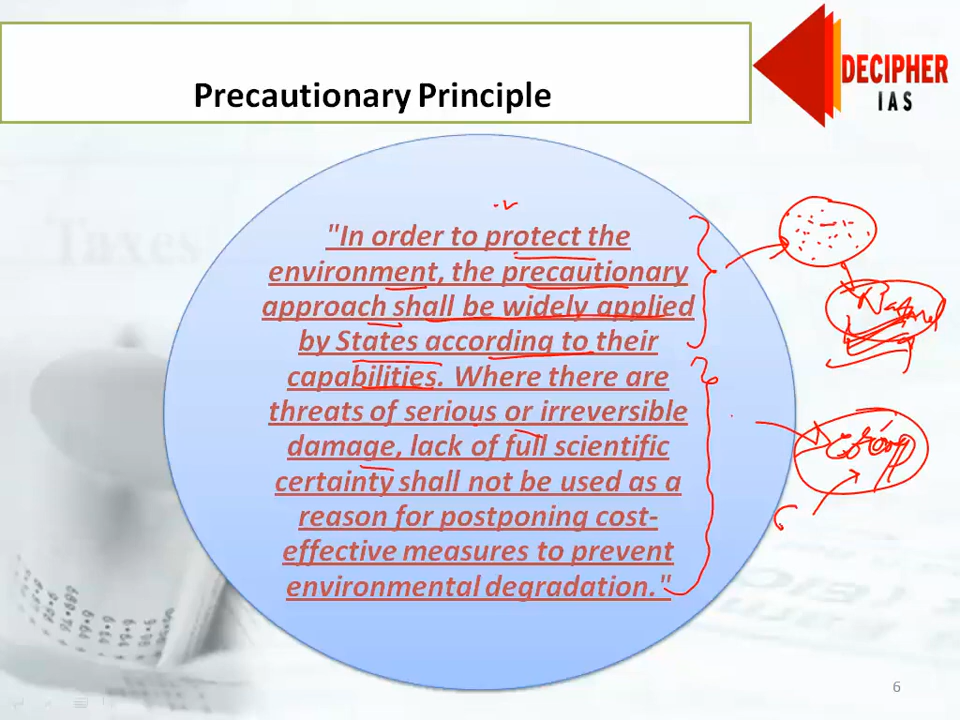 Precautionary Principle
DECIPHER
IAS
"In order to protect the
environment, the precautionary
approach shall be widely applied
by States according to their
capabilities. Where there are
threats of serious or irreversible
damage, lack of full scientific
certainty shall not be used as a
reason for postponing cost-
effective measures to prevent
environmental degradation."
Taxes
6